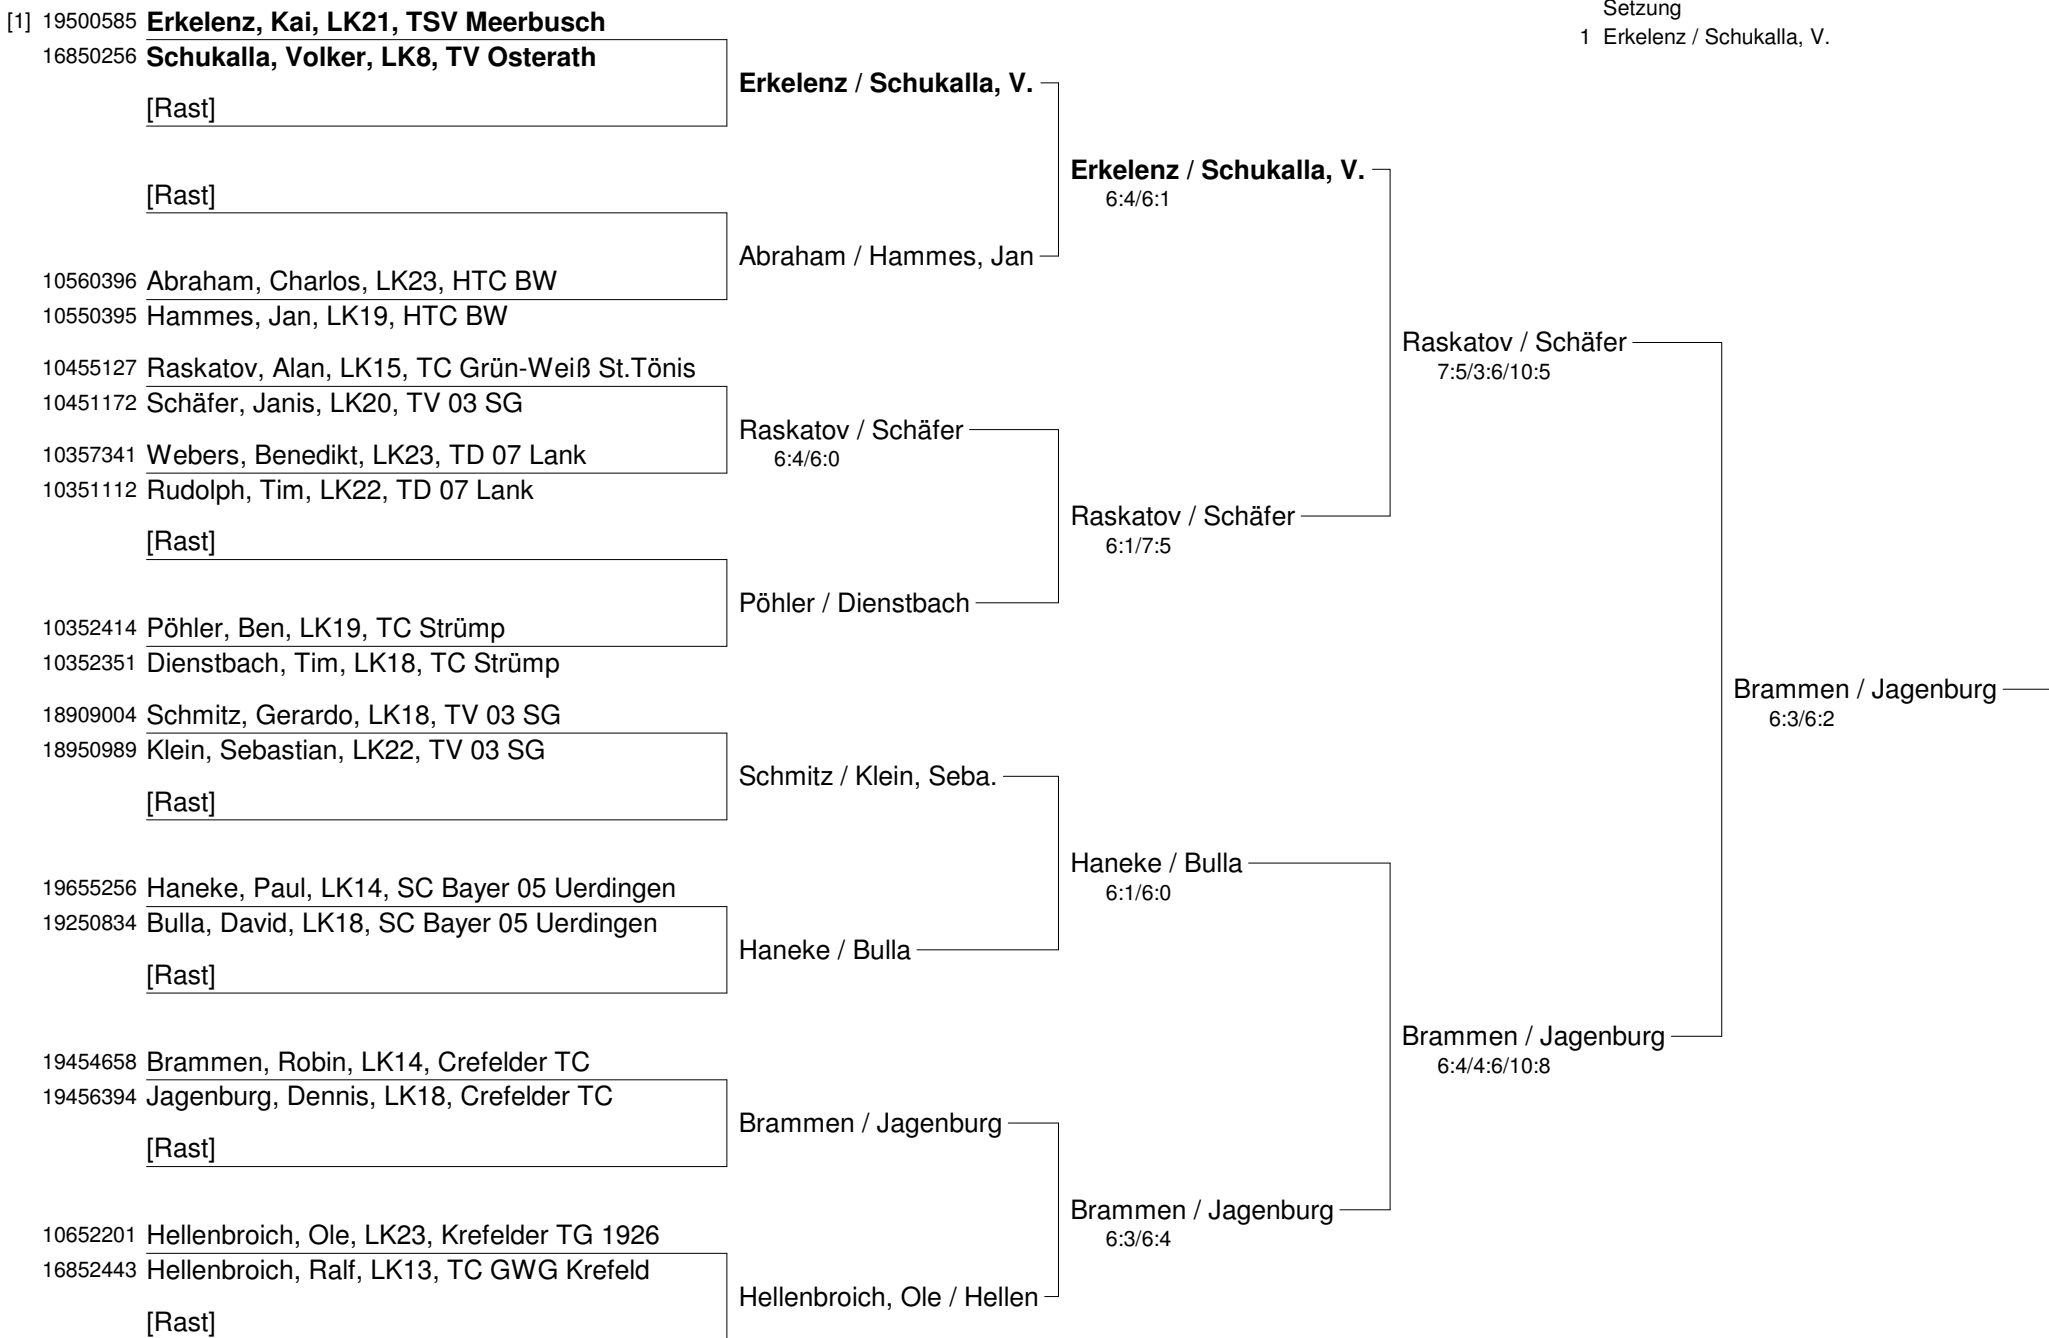 Setzung
1 Erkelenz / Schukalla, V.
[1] 19500585 Erkelenz, Kai, LK21, TSV Meerbusch
16850256 Schukalla, Volker, LK8, TV Osterath
[Rast]
[Rast]
10560396 Abraham, Charlos, LK23, HTC BW
10550395 Hammes, Jan, LK19, HTC BW
10455127 Raskatov, Alan, LK15, TC Grün-Weiß St.Tönis
10451172 Schäfer, Janis, LK20, TV 03 SG
10357341 Webers, Benedikt, LK23, TD 07 Lank
10351112 Rudolph, Tim, LK22, TD 07 Lank
[Rast]
10352414 Pöhler, Ben, LK19, TC Strümp
10352351 Dienstbach, Tim, LK18, TC Strümp
18909004 Schmitz, Gerardo, LK18, TV 03 SG
18950989 Klein, Sebastian, LK22, TV 03 SG
[Rast]
19655256 Haneke, Paul, LK14, SC Bayer 05 Uerdingen
19250834 Bulla, David, LK18, SC Bayer 05 Uerdingen
[Rast]
19454658 Brammen, Robin, LK14, Crefelder TC
19456394 Jagenburg, Dennis, LK18, Crefelder TC
[Rast]
10652201 Hellenbroich, Ole, LK23, Krefelder TG 1926
16852443 Hellenbroich, Ralf, LK13, TC GWG Krefeld
[Rast]
Erkelenz / Schukalla, V.
Abraham / Hammes, Jan
Raskatov / Schäfer
6:4/6:0
Pöhler / Dienstbach
Schmitz / Klein, Seba.
Haneke / Bulla
Brammen / Jagenburg
Hellenbroich, Ole / Hellen
Erkelenz / Schukalla, V.
6:4/6:1
Raskatov / Schäfer
6:1/7:5
Haneke / Bulla
6:1/6:0
Brammen / Jagenburg
6:3/6:4
Raskatov / Schäfer
7:5/3:6/10:5
Brammen / Jagenburg
6:4/4:6/10:8
Brammen / Jagenburg
6:3/6:2